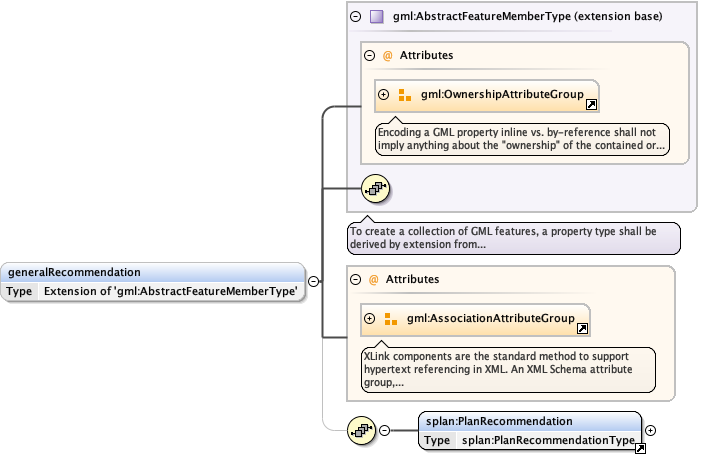 gml:AbstractFeatureMemberType (extension base)
@ Attributes
gml:OwnershipAttributeGroup
Encoding a GML property inline vs. by-reference shall not
imply anything about the "ownership" of the contained or...
To create a collection of GML features, a property type shall be
derived by extension from...
generalRecommendation
Type Extension of 'gml:AbstractFeatureMemberType'
@ Attributes
gml:AssociationAttributeGroup
XLink components are the standard method to support
hypertext referencing in XML. An XML Schema attribute
group,...
splan:PlanRecommendation
Type splan:PlanRecommendationType